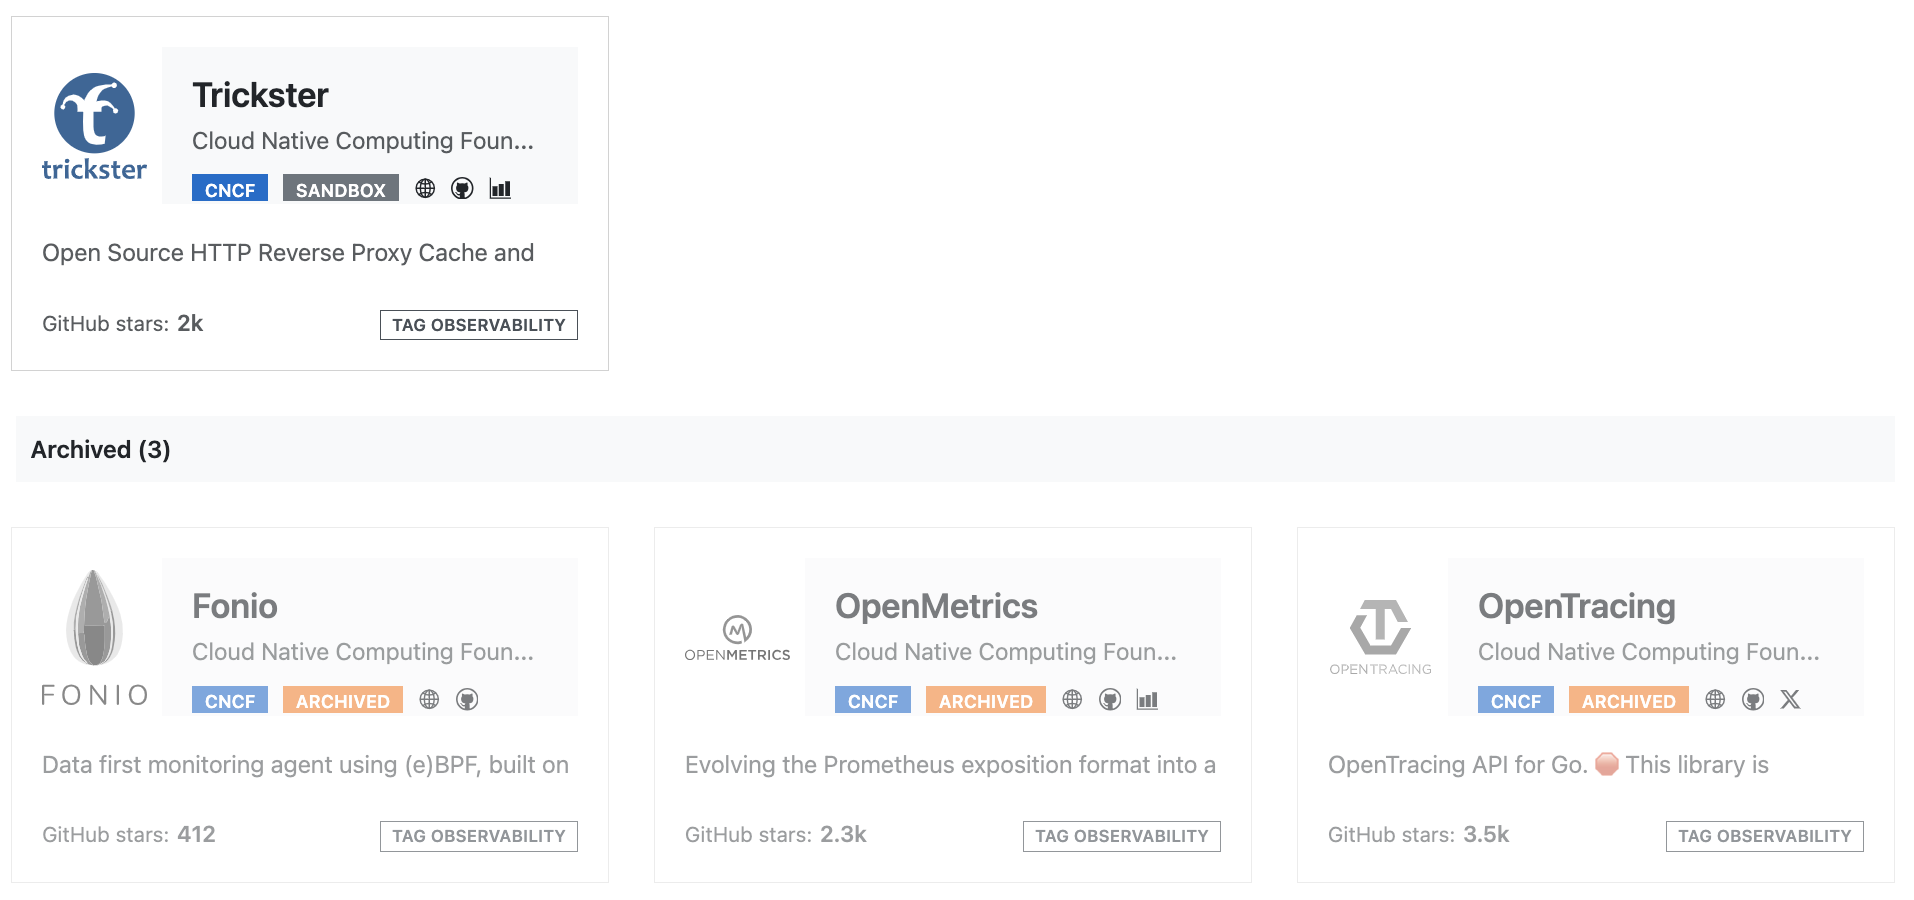 trickster
Trickster
Cloud Native Computing Foun...
CNCF SANDBOX
Open Source HTTP Reverse Proxy Cache and
GitHub stars: 2k
TAG OBSERVABILITY
Archived (3)
FONIO
Fonio
Cloud Native Computing Foun...
CNCF ARCHIVED
Data first monitoring agent using (e)BPF, built on
GitHub stars: 412
TAG OBSERVABILITY
OPENMETRICS
OpenMetrics
Cloud Native Computing Foun...
CNCF ARCHIVED
Evolving the Prometheus exposition format into a
GitHub stars: 2.3k
TAG OBSERVABILITY
OPENTRACING
OpenTracing
Cloud Native Computing Foun...
CNCF ARCHIVED
OpenTracing API for Go. 🛑 This library is
GitHub stars: 3.5k
TAG OBSERVABILITY